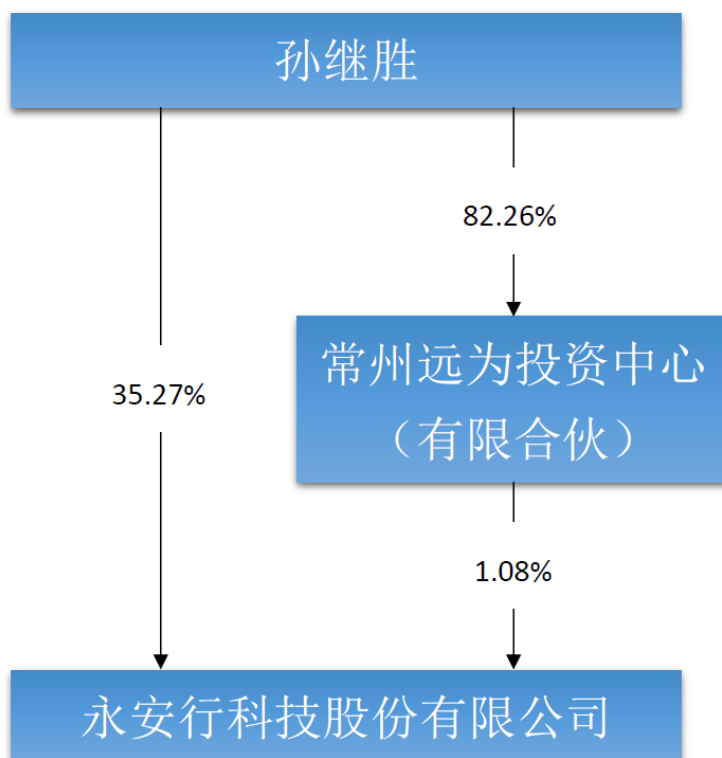 孙继胜
82.26%
常州远为投资中心
（有限合伙）
35.27%
1.08%
永安行科技股份有限公司